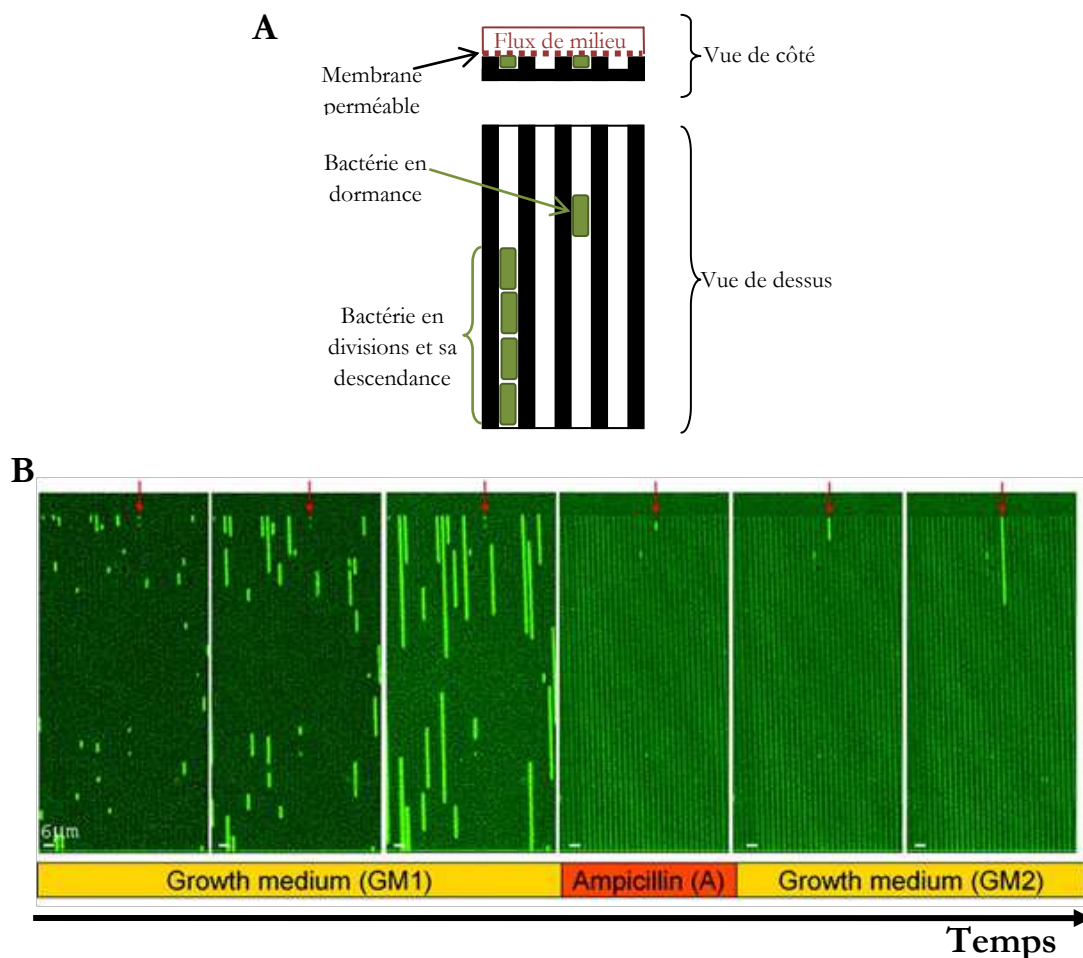 A
Flux de milieu
Vue de côté
Membrane
perméable
Bactérie en
dormance
Vue de dessus
Bactérie en
divisions et sa
descendance
B
6µm
Growth medium (GM1)
Ampicillin (A)
Growth medium (GM2)
Temps